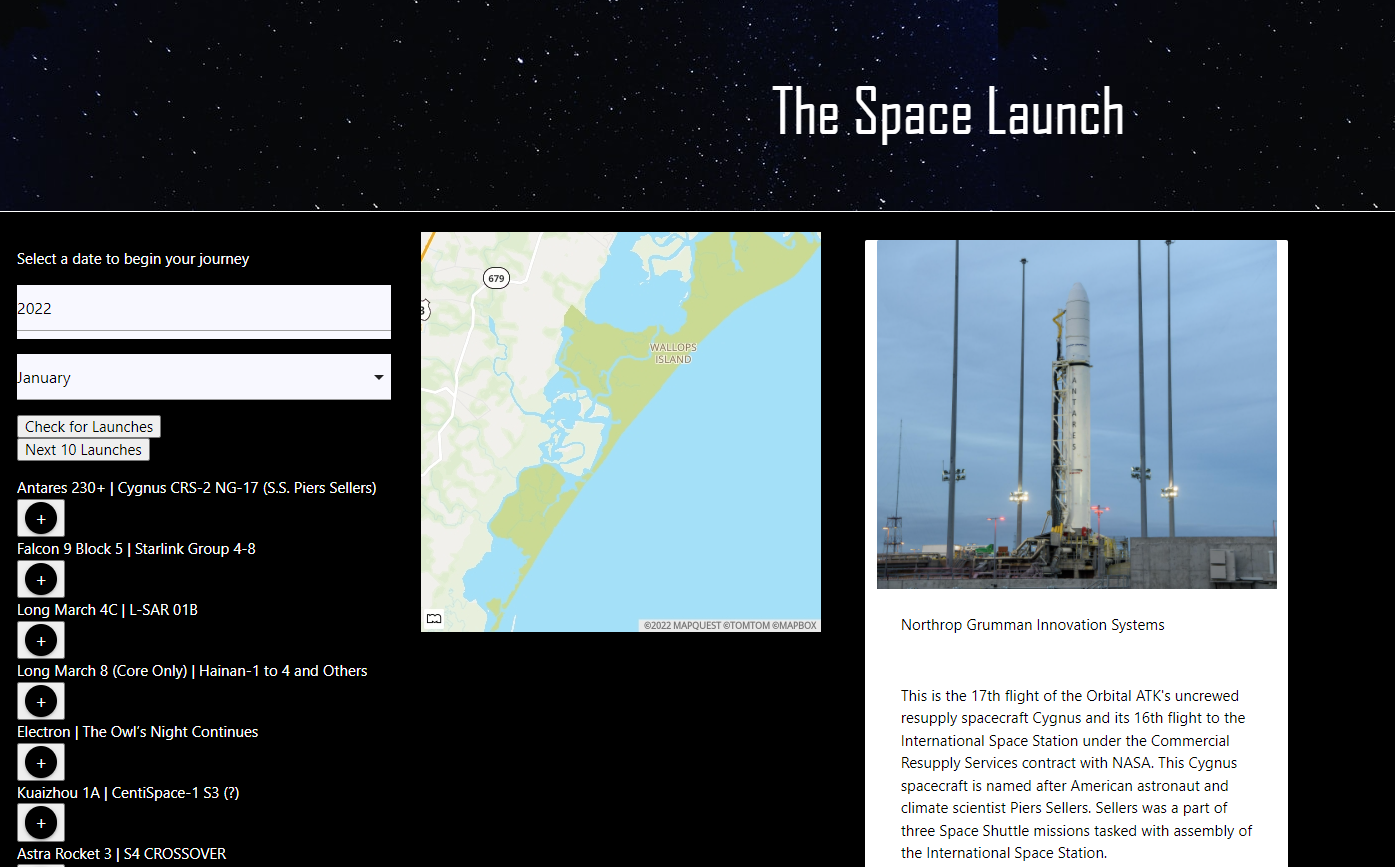 The Space Launch
Select a date to begin your journey
2022
January
Check for Launches
Next 10 Launches
Antares 230+ | Cygnus CRS-2 NG-17 (S.S. Piers Sellers)
+
Falcon 9 Block 5 | Starlink Group 4-8
+
Long March 4C | L-SAR 01B
+
Long March 8 (Core Only) | Hainan-1 to 4 and Others
+
Electron | The Owl’s Night Continues
+
Kuaizhou 1A | CentiSpace-1 S3 (?)
+
Astra Rocket 3 | S4 CROSSOVER
679
WALLOPS
ISLAND
©2022 MAPQUEST ©TOMTOM ©MAPBOX
ANTARES
Northrop Grumman Innovation Systems
This is the 17th flight of the Orbital ATK's uncrewed
resupply spacecraft Cygnus and its 16th flight to the
International Space Station under the Commercial
Resupply Services contract with NASA. This Cygnus
spacecraft is named after American astronaut and
climate scientist Piers Sellers. Sellers was a part of
three Space Shuttle missions tasked with assembly of
the International Space Station.